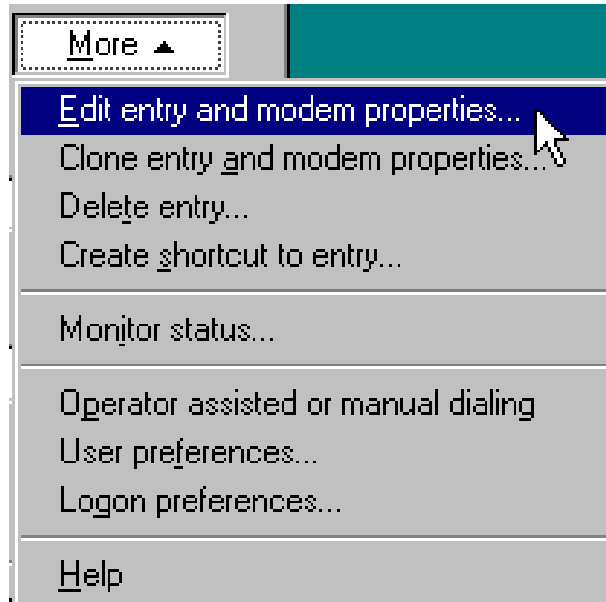 More
Edit entry and modem properties...
Clone entry and modem properties...
Delete entry...
Create shortcut to entry...
Monitor status...
Operator assisted or manual dialing
User preferences...
Logon preferences...
Help